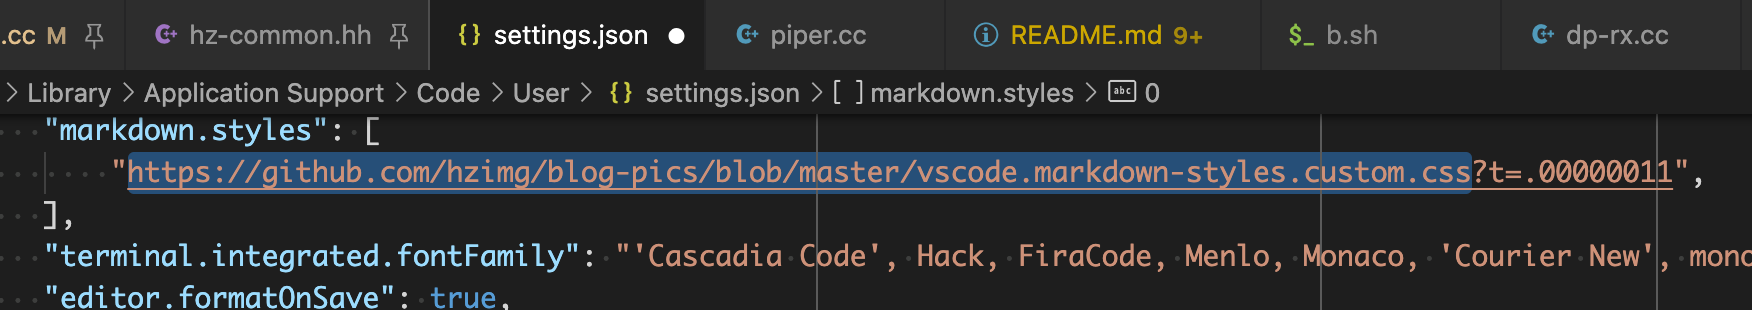 .cc M hz-common.hh {} settings.json piper.cc README.md 9+ $_ b.sh dp-rx.cc
> Library > Application Support > Code > User > {} settings.json > [ ] markdown.styles > abc 0
"markdown.styles": [
"https://github.com/hzimg/blog-pics/blob/master/vscode.markdown-styles.custom.css?t=.00000011",
],
"terminal.integrated.fontFamily": "'Cascadia Code', Hack, FiraCode, Menlo, Monaco, 'Courier New', mono
"editor.formatOnSave": true,